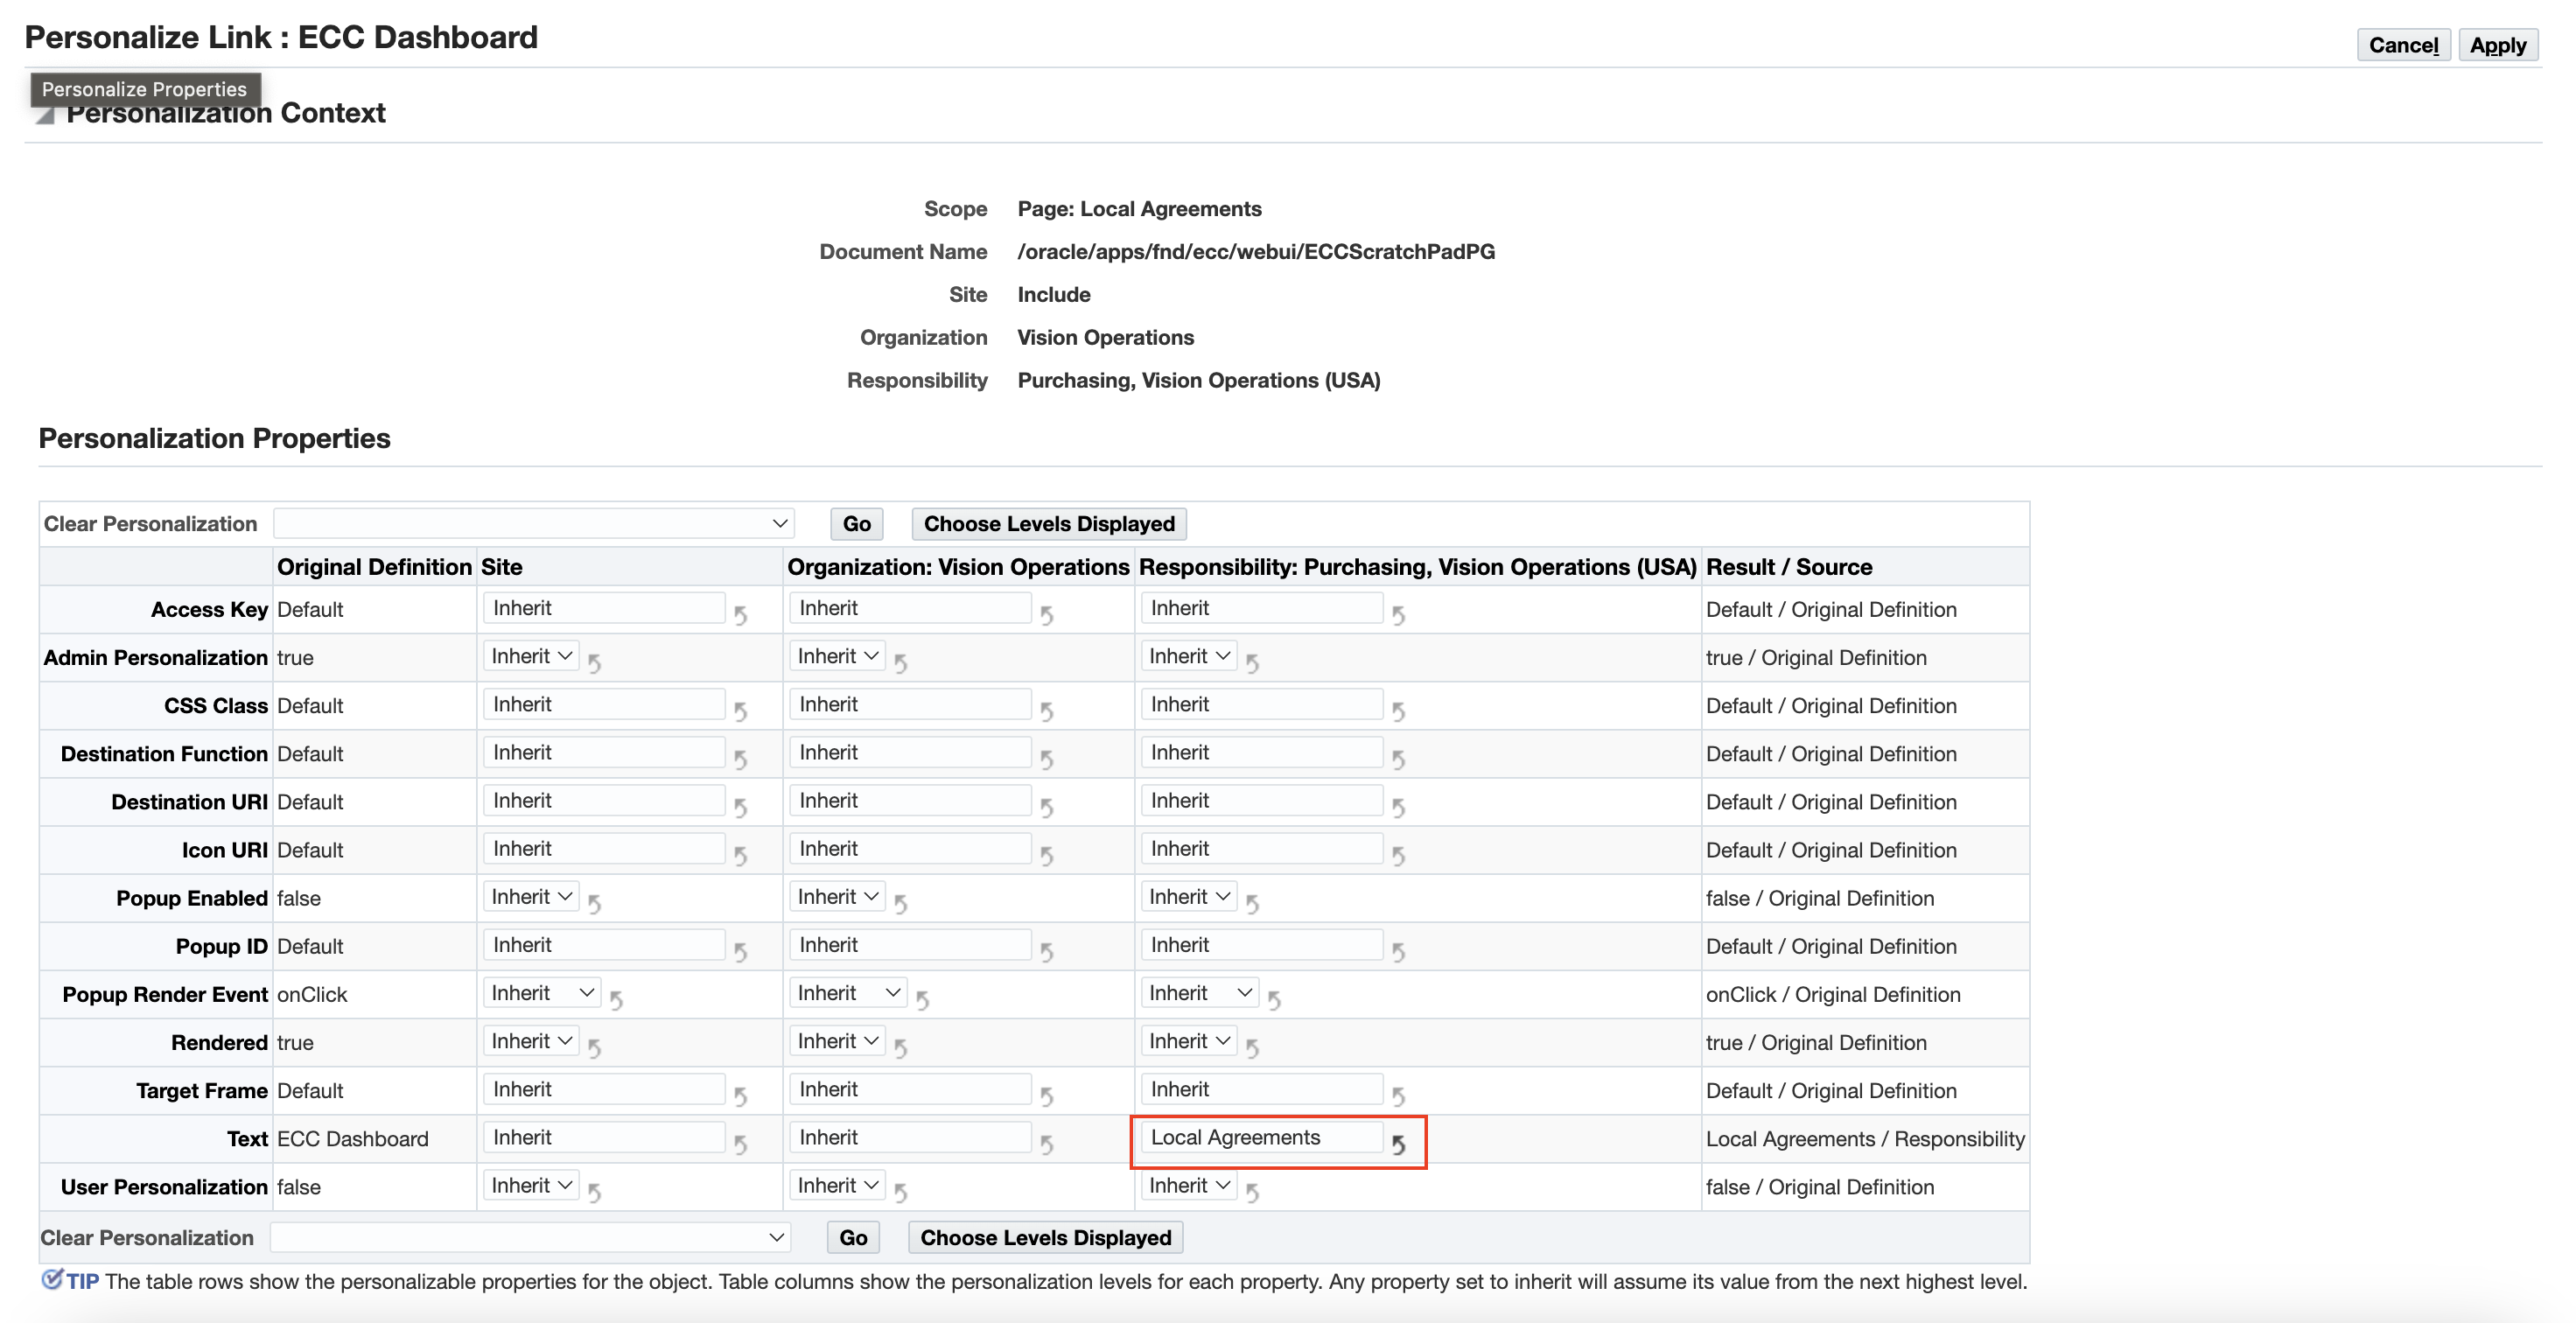 Personalize Link : ECC Dashboard
Cancel Apply
Personalize Properties
Personalization Context
Scope Page: Local Agreements
Document Name /oracle/apps/fnd/ecc/webui/ECCScratchPadPG
Site Include
Organization Vision Operations
Responsibility Purchasing, Vision Operations (USA)
Personalization Properties
Clear Personalization Go Choose Levels Displayed
Original Definition Site Organization: Vision Operations Responsibility: Purchasing, Vision Operations (USA) Result / Source
Access Key Default Inherit Inherit Inherit Default / Original Definition
Admin Personalization true Inherit Inherit Inherit true / Original Definition
CSS Class Default Inherit Inherit Inherit Default / Original Definition
Destination Function Default Inherit Inherit Inherit Default / Original Definition
Destination URI Default Inherit Inherit Inherit Default / Original Definition
Icon URI Default Inherit Inherit Inherit Default / Original Definition
Popup Enabled false Inherit Inherit Inherit false / Original Definition
Popup ID Default Inherit Inherit Inherit Default / Original Definition
Popup Render Event onClick Inherit Inherit Inherit onClick / Original Definition
Rendered true Inherit Inherit Inherit true / Original Definition
Target Frame Default Inherit Inherit Inherit Default / Original Definition
Text ECC Dashboard Inherit Inherit Local Agreements Local Agreements / Responsibility
User Personalization false Inherit Inherit Inherit false / Original Definition
Clear Personalization Go Choose Levels Displayed
TIP The table rows show the personalizable properties for the object. Table columns show the personalization levels for each property. Any property set to inherit will assume its value from the next highest level.